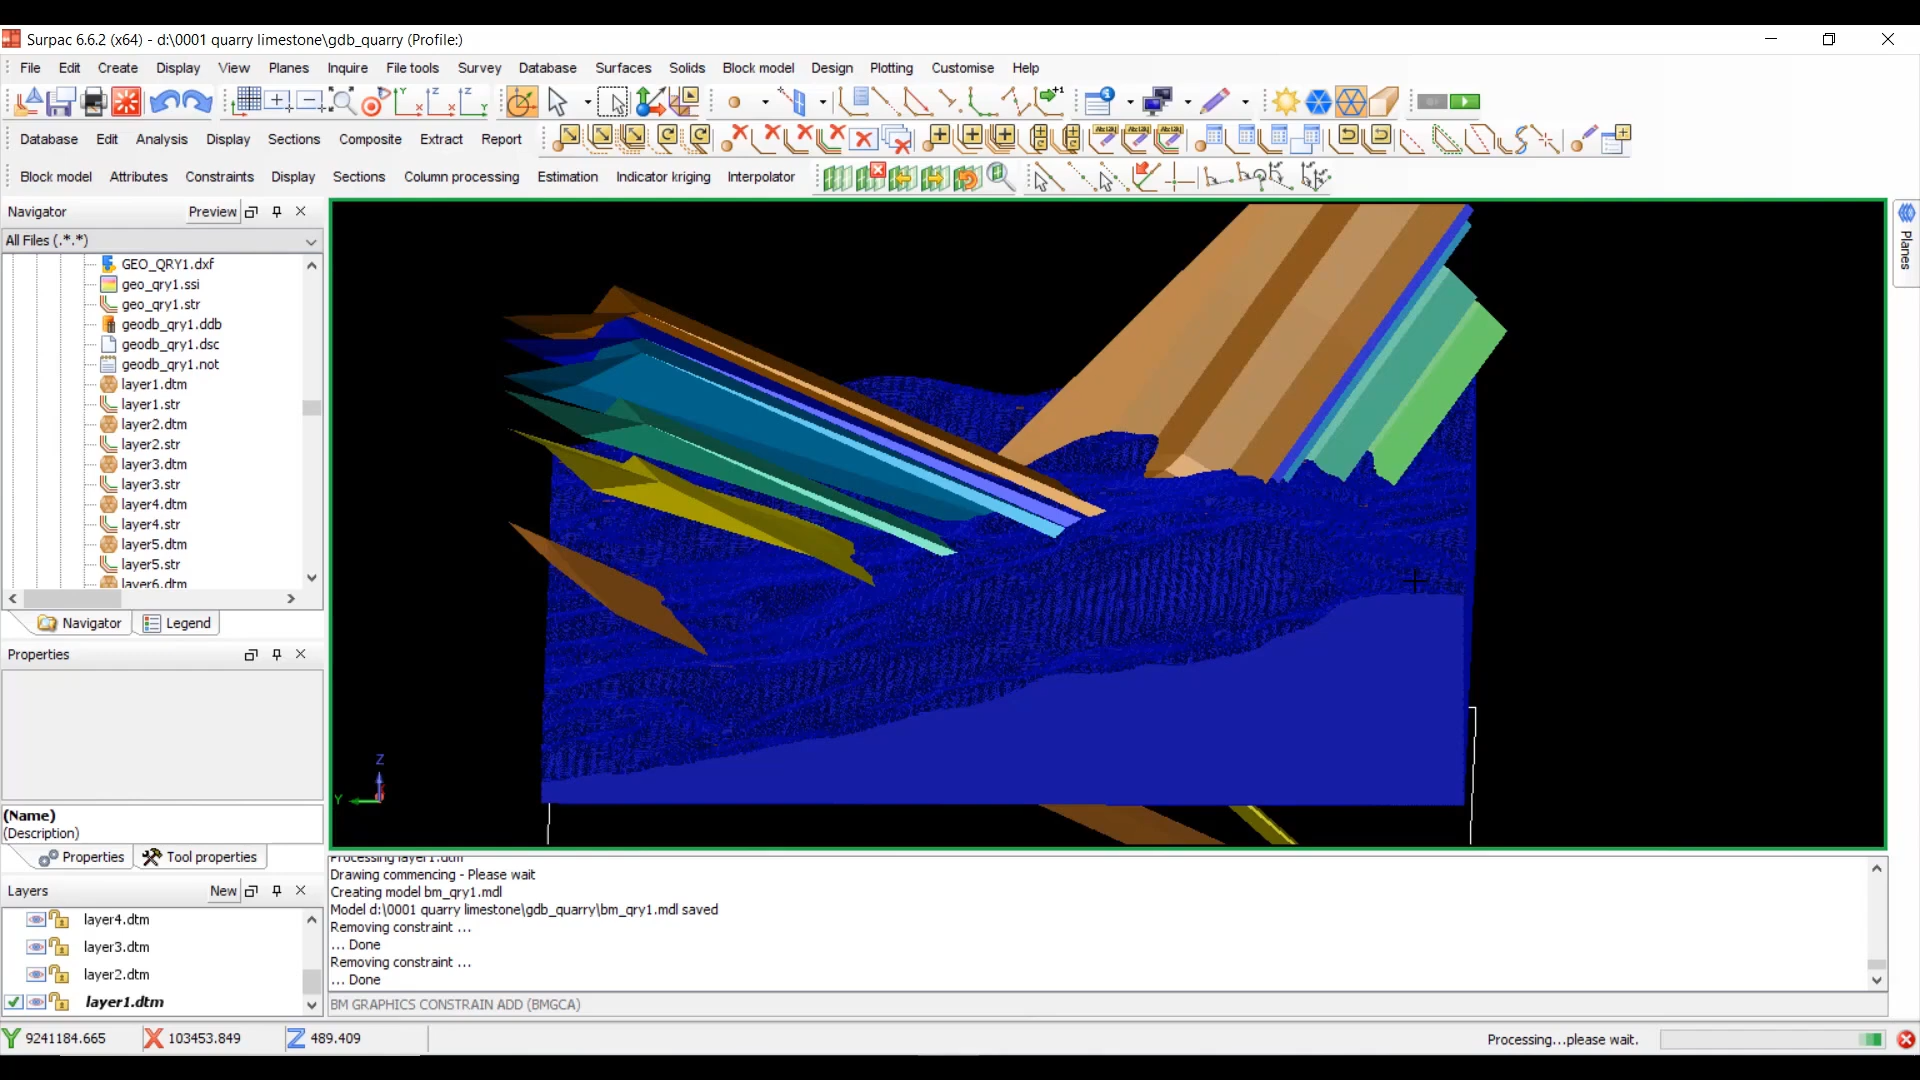 Surpac 6.6.2 (x64) - d:\0001 quarry limestone\gdb_quarry (Profile:)
File Edit Create Display View Planes Inquire File tools Survey Database Surfaces Solids Block model Design Plotting Customise Help
Database Edit Analysis Display Sections Composite Extract Report
Block model Attributes Constraints Display Sections Column processing Estimation Indicator kriging Interpolator
Navigator Preview
All Files (.*.*)
GEO_QRY1.dxf
geo_qry1.ssi
geo_qry1.str
geodb_qry1.ddb
geodb_qry1.dsc
geodb_qry1.not
layer1.dtm
layer1.str
layer2.dtm
layer2.str
layer3.dtm
layer3.str
layer4.dtm
layer4.str
layer5.dtm
layer5.str
layer6.dtm
Navigator Legend
Properties
(Name)
(Description)
Properties Tool properties
Layers New
layer4.dtm
layer3.dtm
layer2.dtm
layer1.dtm
Planes
Z
Y
Processing layer1.dtm
Drawing commencing - Please wait
Creating model bm_qry1.mdl
Model d:\0001 quarry limestone\gdb_quarry\bm_qry1.mdl saved
Removing constraint ...
... Done
Removing constraint ...
... Done
BM GRAPHICS CONSTRAIN ADD (BMGCA)
Y 9241184.665 X 103453.849 Z 489.409 Processing...please wait.